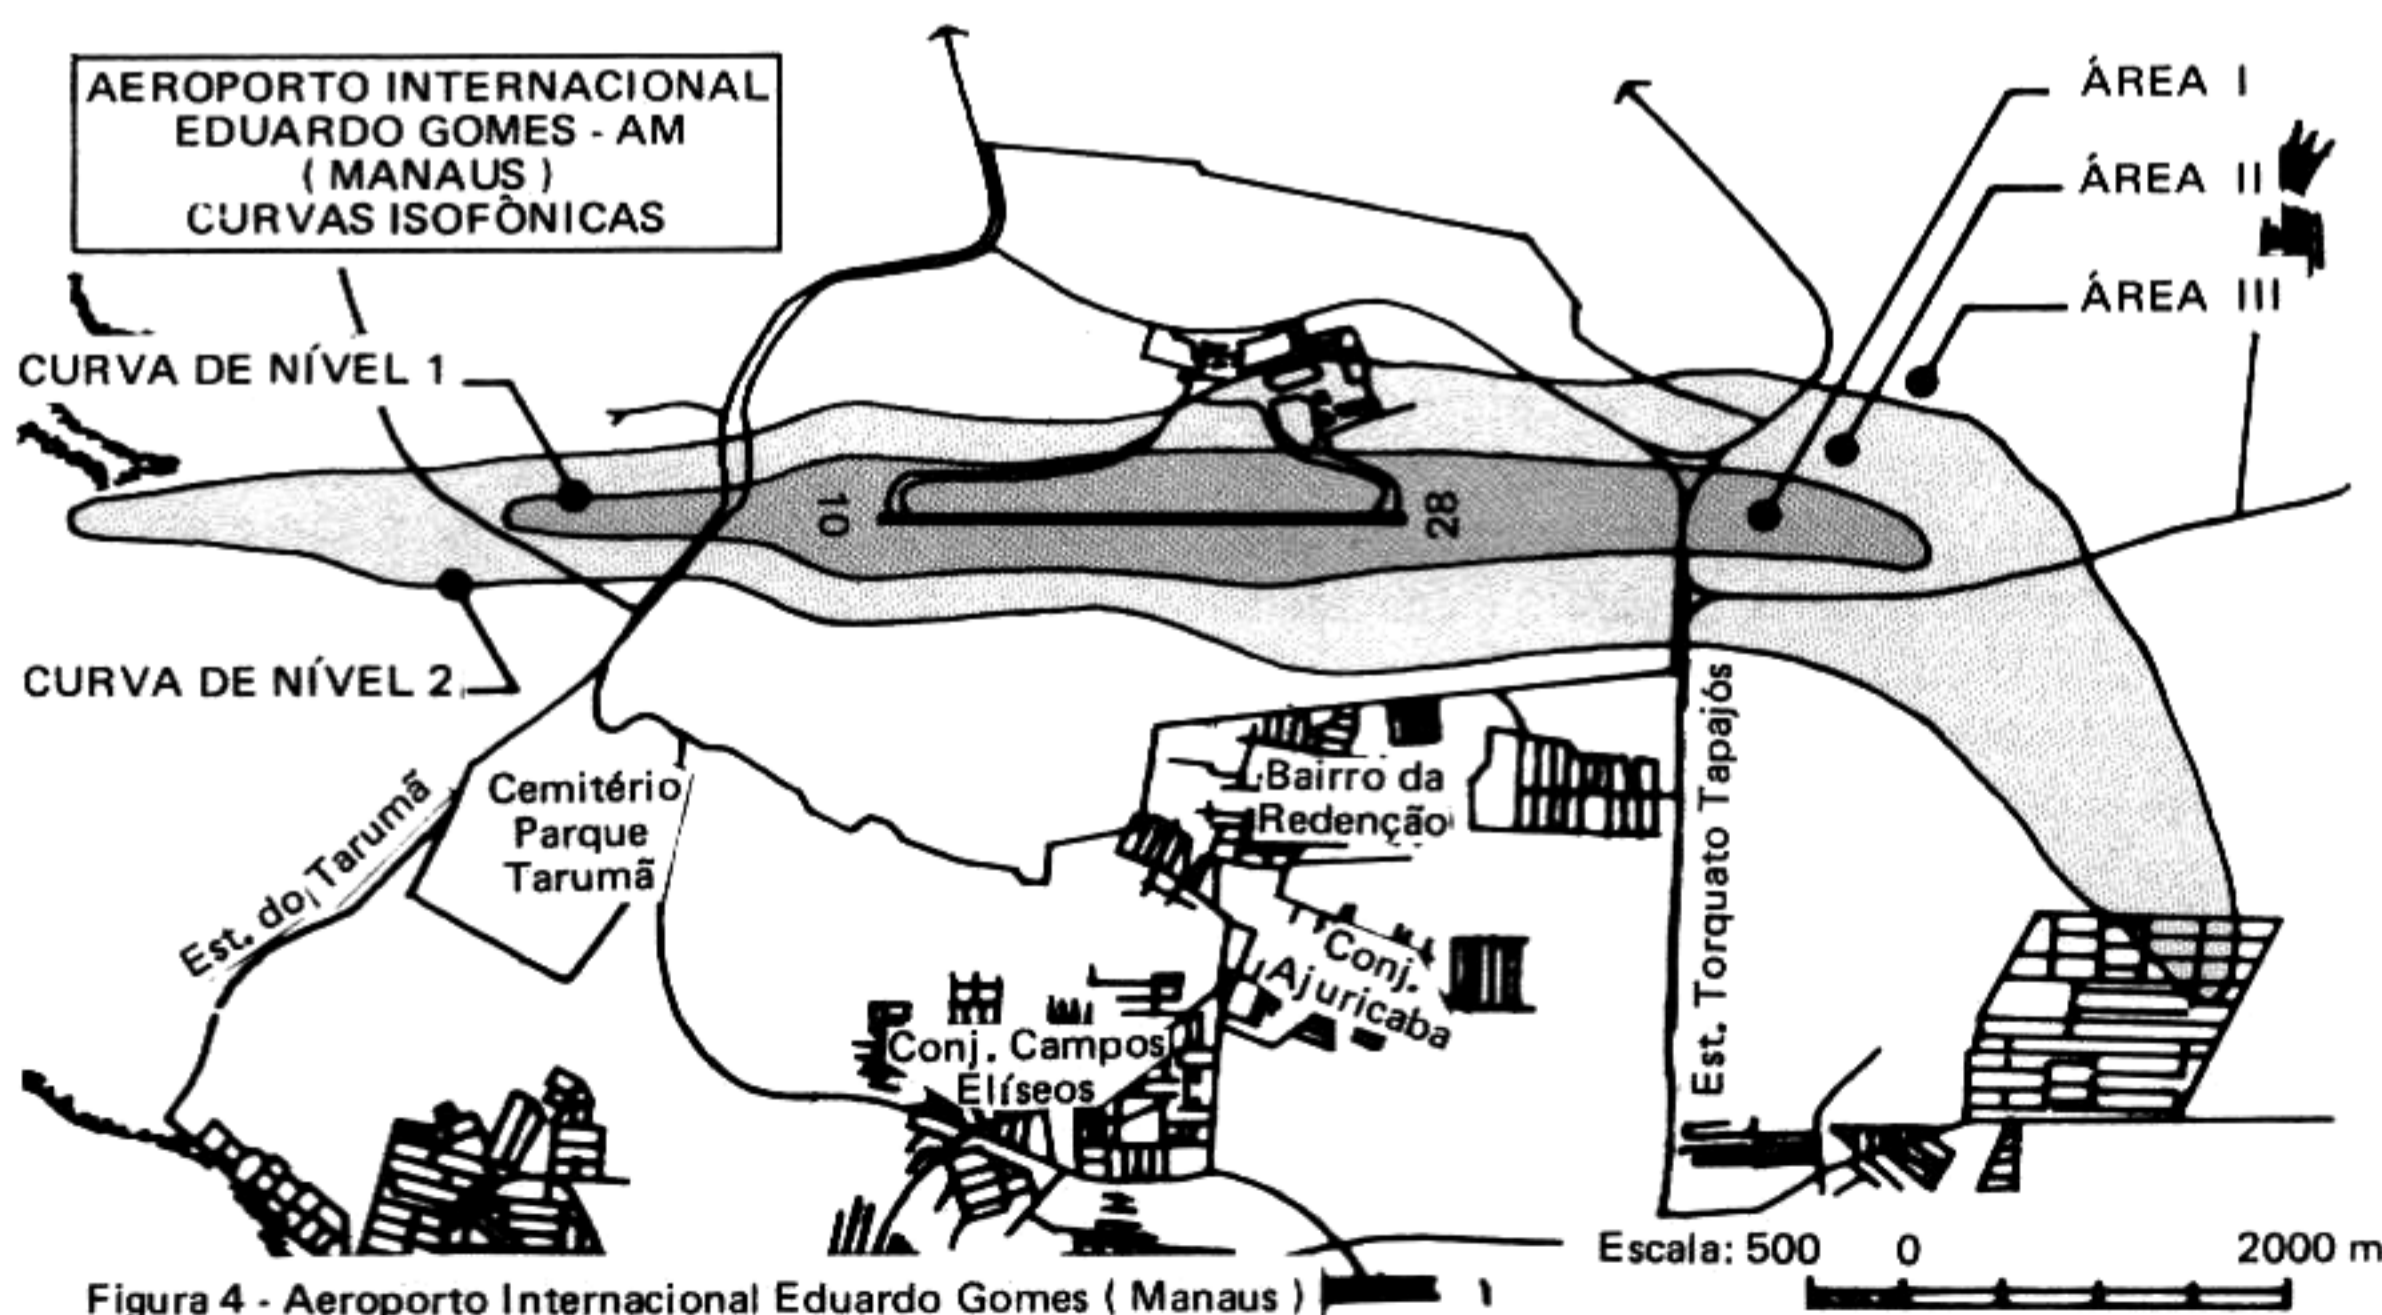 AEROPORTO INTERNACIONAL
EDUARDO GOMES - AM
( MANAUS )
CURVAS ISOFÔNICAS
ÁREA I
ÁREA II
ÁREA III
CURVA DE NÍVEL 1
10
28
CURVA DE NÍVEL 2
Est. do Tarumã
Cemitério
Parque
Tarumã
Bairro da
Redenção
Conj.
Ajuricaba
Conj. Campos
Elíseos
Est. Torquato Tapajós
Escala: 500 0 2000 m
Figura 4 - Aeroporto Internacional Eduardo Gomes ( Manaus )